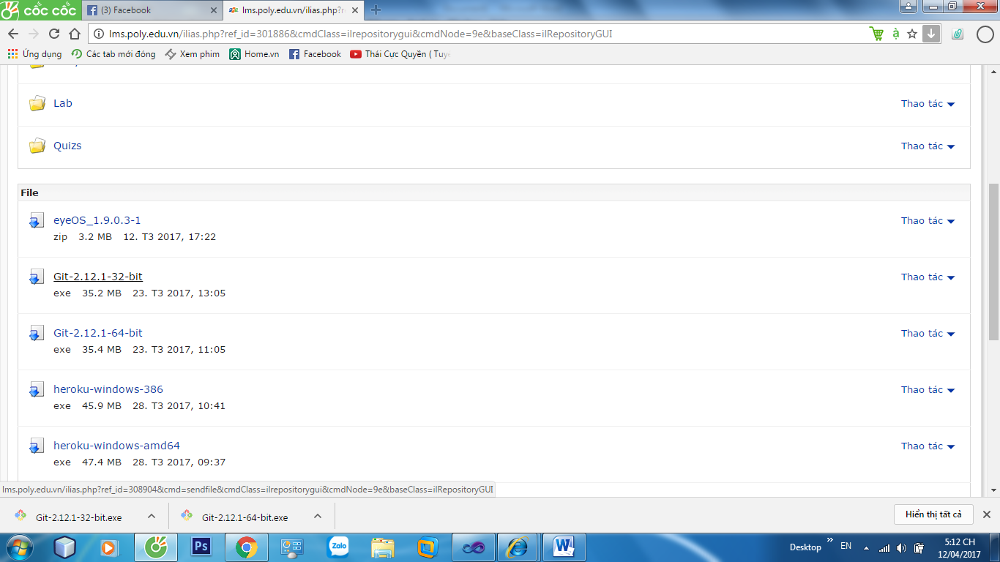 cốc cốc
(3) Facebook
lms.poly.edu.vn/ilias.php?r
lms.poly.edu.vn/ilias.php?ref_id=301886&cmdClass=ilrepositorygui&cmdNode=9e&baseClass=ilRepositoryGUI
à
Ứng dụng
Các tab mới đóng
Xem phim
Home.vn
Facebook
Thái Cực Quyền ( Tuy
Lab
Thao tác
Quizs
Thao tác
File
eyeOS_1.9.0.3-1
Thao tác
zip 3.2 MB 12. T3 2017, 17:22
Git-2.12.1-32-bit
Thao tác
exe 35.2 MB 23. T3 2017, 13:05
Git-2.12.1-64-bit
Thao tác
exe 35.4 MB 23. T3 2017, 11:05
heroku-windows-386
Thao tác
exe 45.9 MB 28. T3 2017, 10:41
heroku-windows-amd64
Thao tác
exe 47.4 MB 28. T3 2017, 09:37
lms.poly.edu.vn/ilias.php?ref_id=308904&cmd=sendfile&cmdClass=ilrepositorygui&cmdNode=9e&baseClass=ilRepositoryGUI
Git-2.12.1-32-bit.exe
Git-2.12.1-64-bit.exe
Hiển thị tất cả
Ps
Zalo
W
Desktop
EN
5:12 CH
12/04/2017